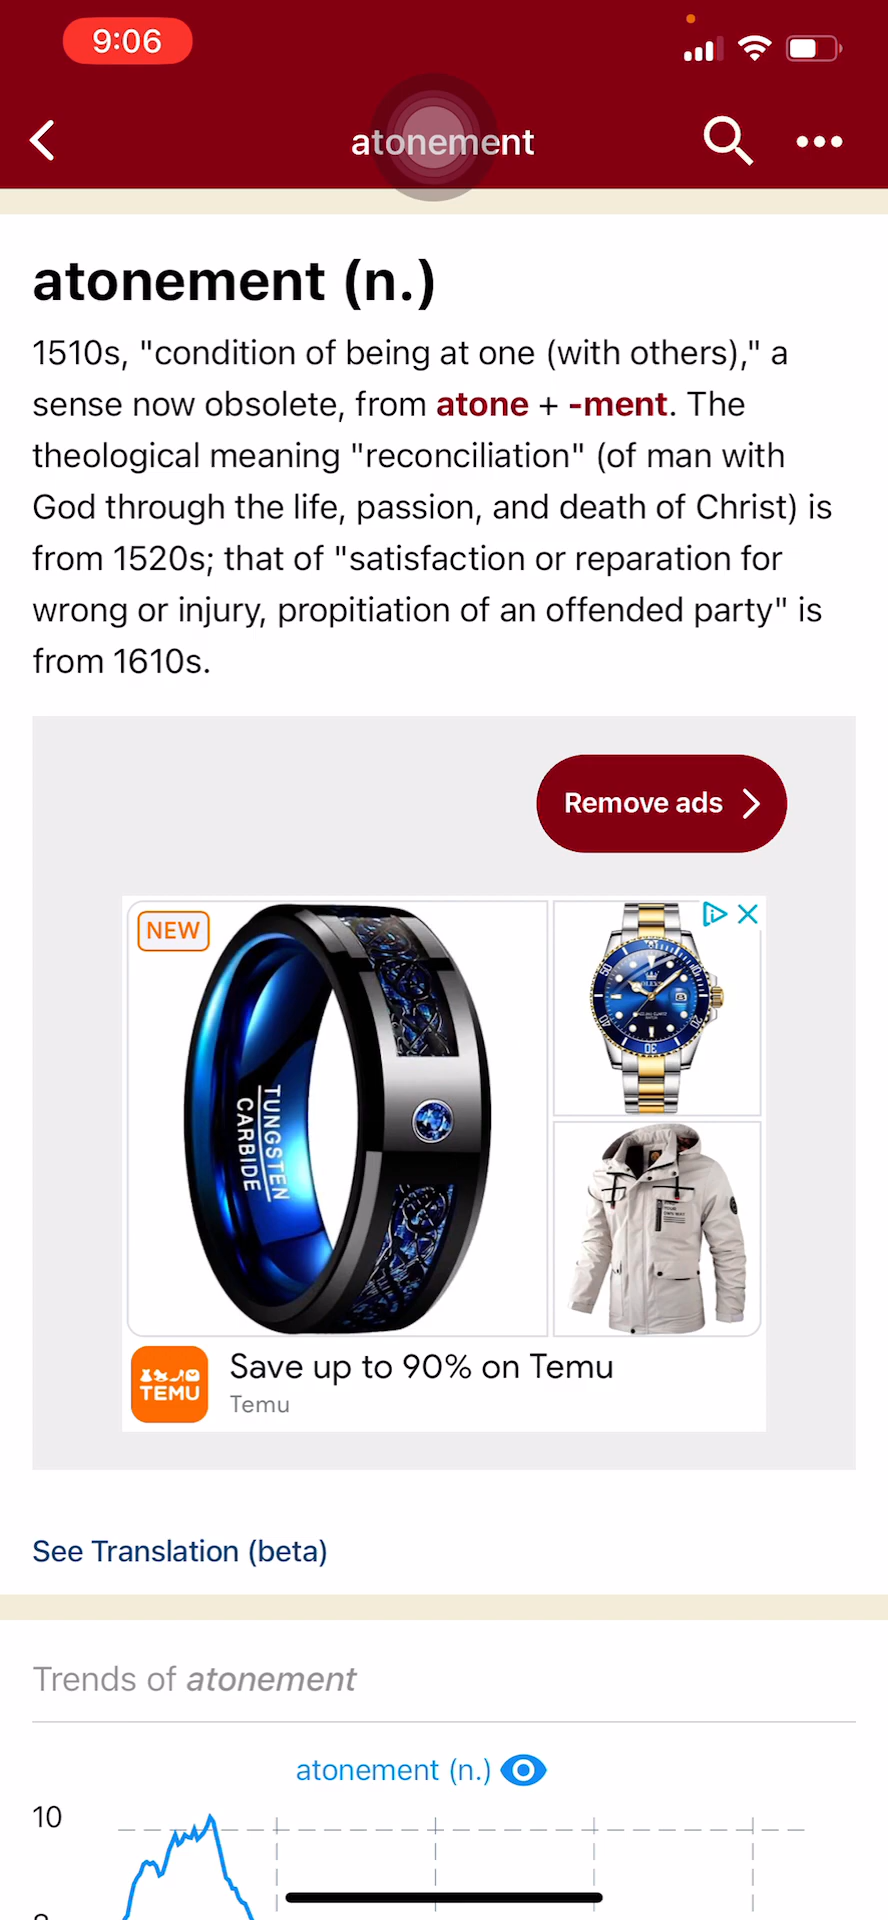 9:06
atonement
atonement (n.)
1510s, "condition of being at one (with others)," a
sense now obsolete, from atone + -ment. The
theological meaning "reconciliation" (of man with
God through the life, passion, and death of Christ) is
from 1520s; that of "satisfaction or reparation for
wrong or injury, propitiation of an offended party" is
from 1610s.
Remove ads
NEW
TUNGSTEN
CARBIDE
TEMU
Save up to 90% on Temu
Temu
See Translation (beta)
Trends of atonement
atonement (n.)
10